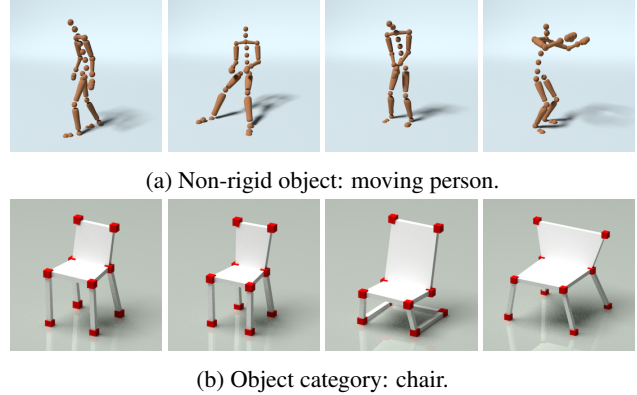 (a) Non-rigid object: moving person.
(b) Object category: chair.